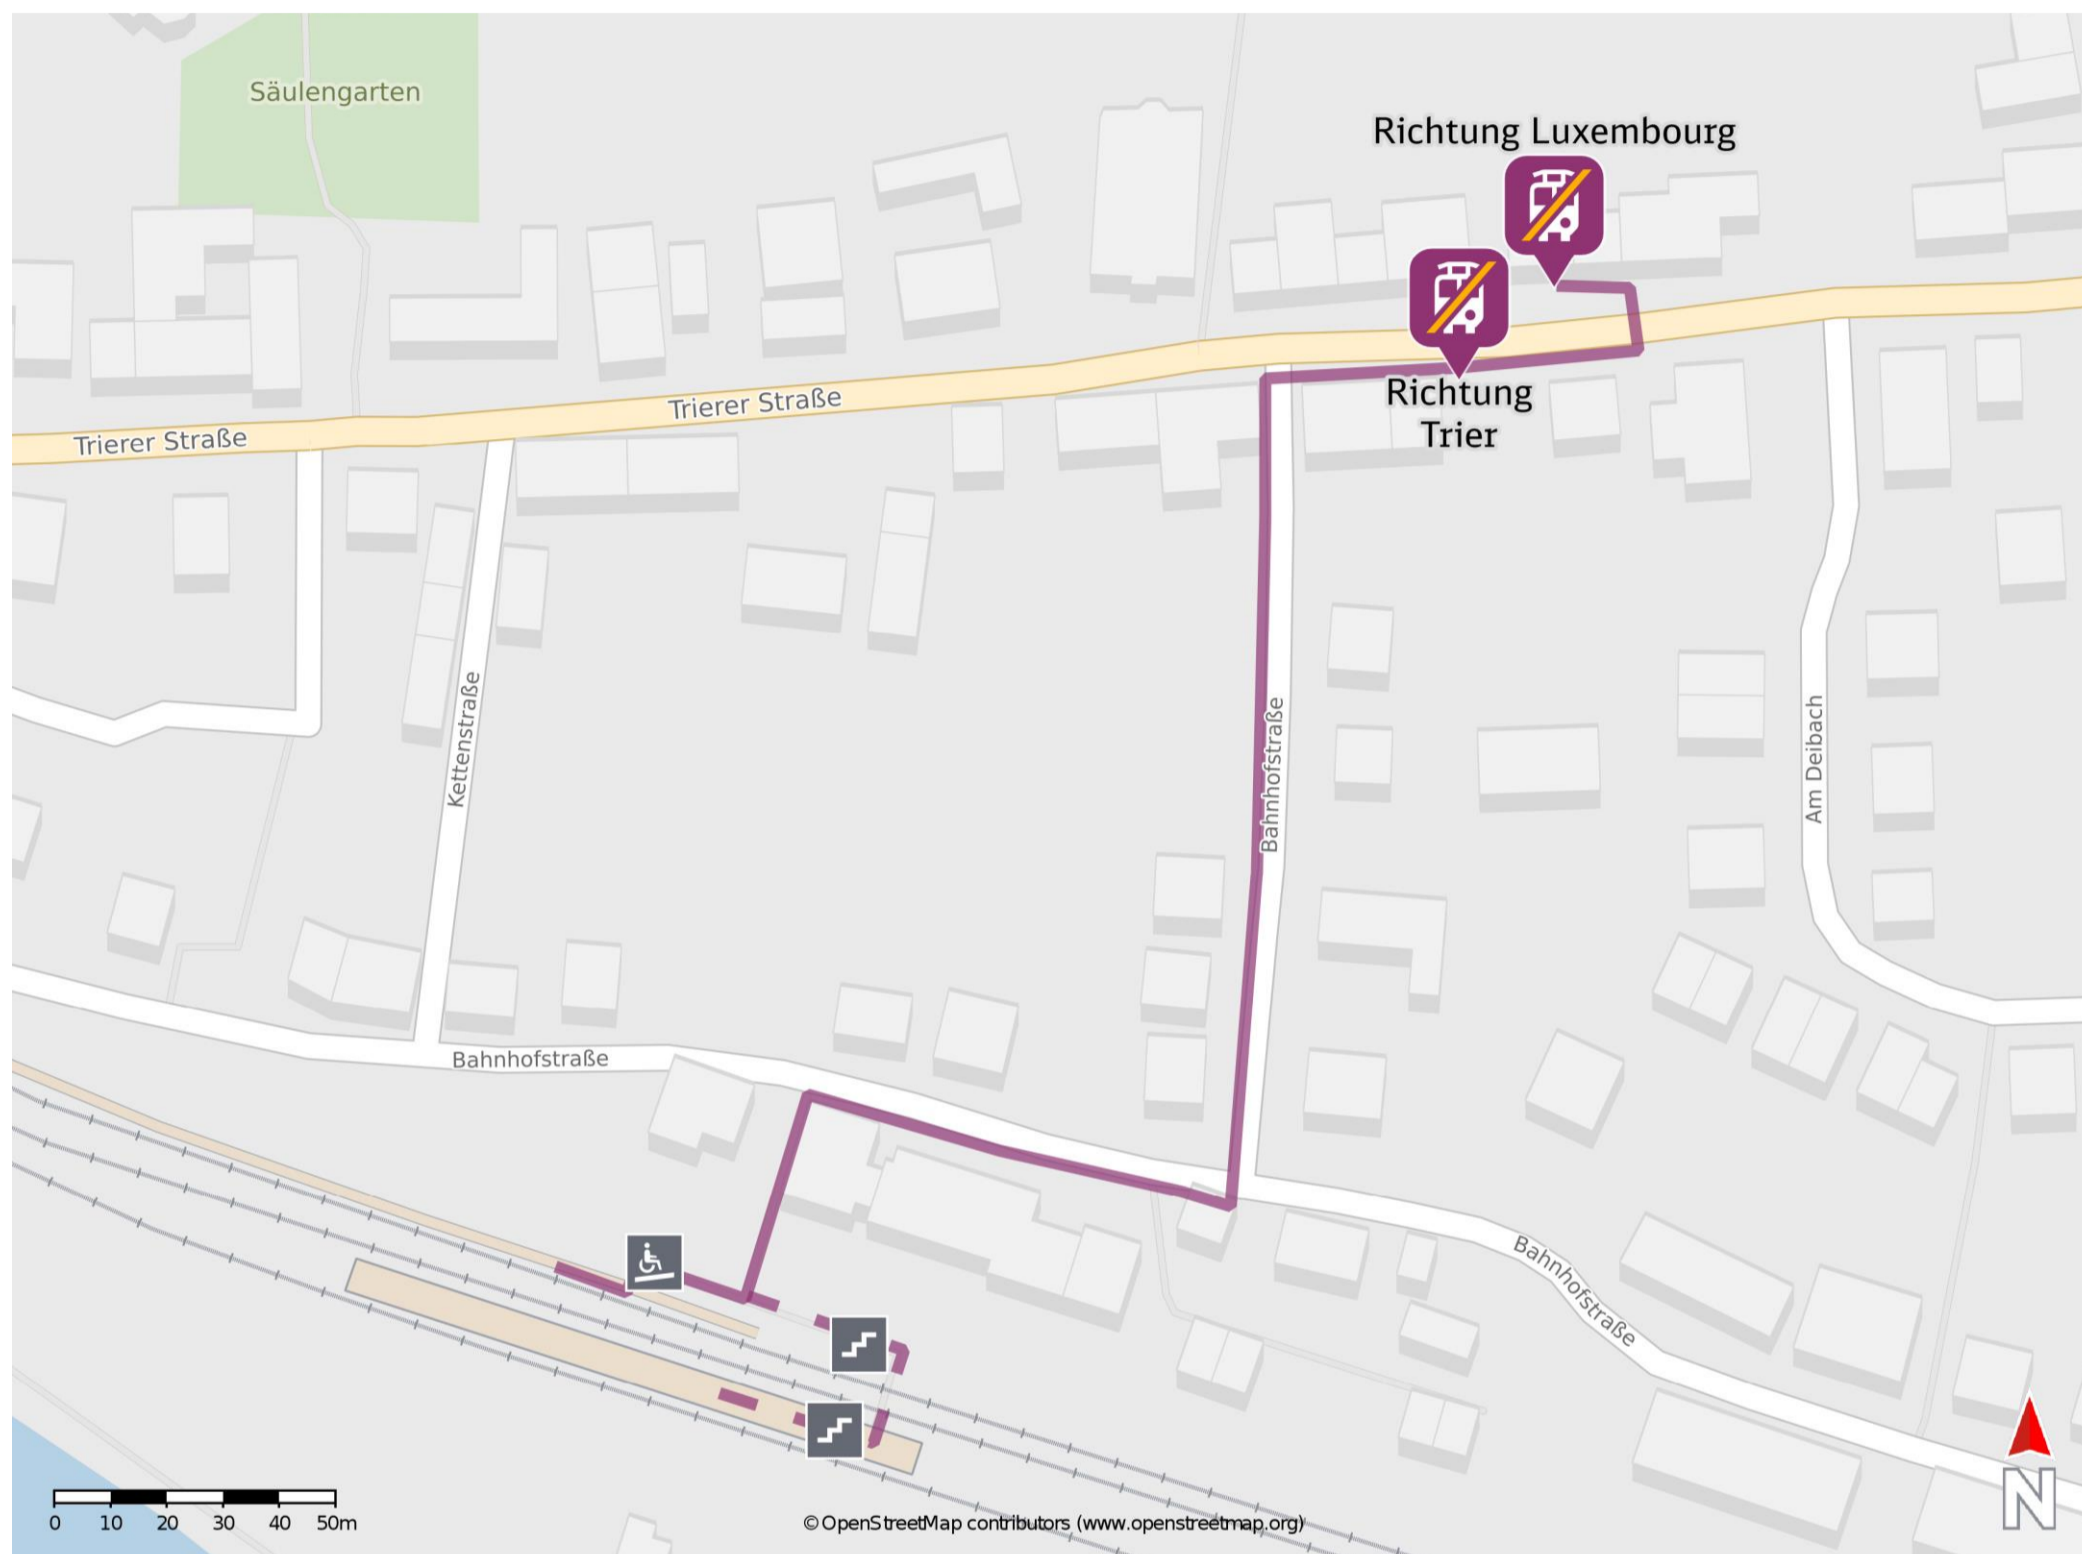 Säulengarten
Richtung Luxembourg
Richtung
Trier
Trierer Straße
Trierer Straße
Kettenstraße
Bahnhofstraße
Am Deibach
Bahnhofstraße
Bahnhofstraße
0 10 20 30 40 50m
©OpenStreetMap contributors (www.openstreetmap.org)
N